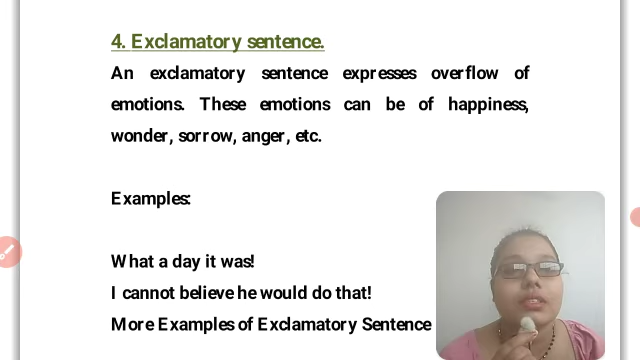 4. Exclamatory sentence.
An exclamatory sentence expresses overflow of
emotions. These emotions can be of happiness,
wonder, sorrow, anger, etc.
Examples:
What a day it was!
I cannot believe he would do that!
More Examples of Exclamatory Sentence